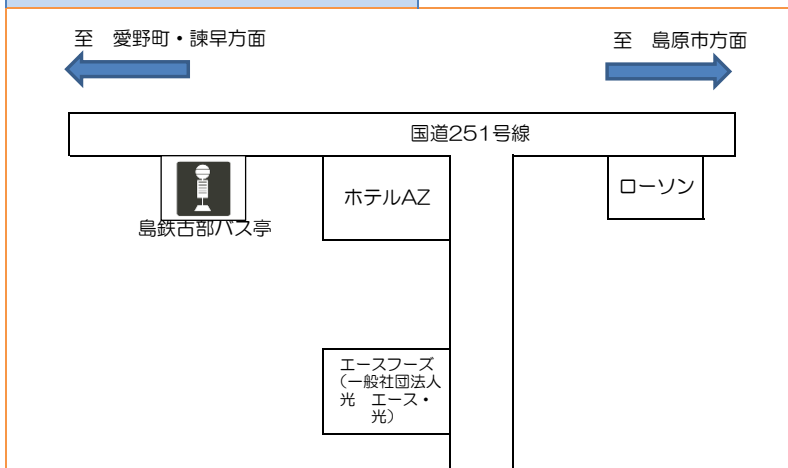 至　愛野町・諫早方面
至　島原市方面
国道251号線
ホテルAZ
ローソン
島鉄古部バス亭
エースフーズ
（一般社団法人
光　エース・
光）